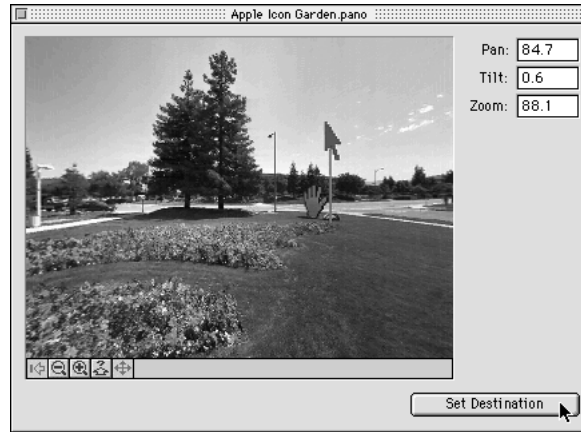 Apple Icon Garden.pano
Pan: 84.7
Tilt: 0.6
Zoom: 88.1
Set Destination